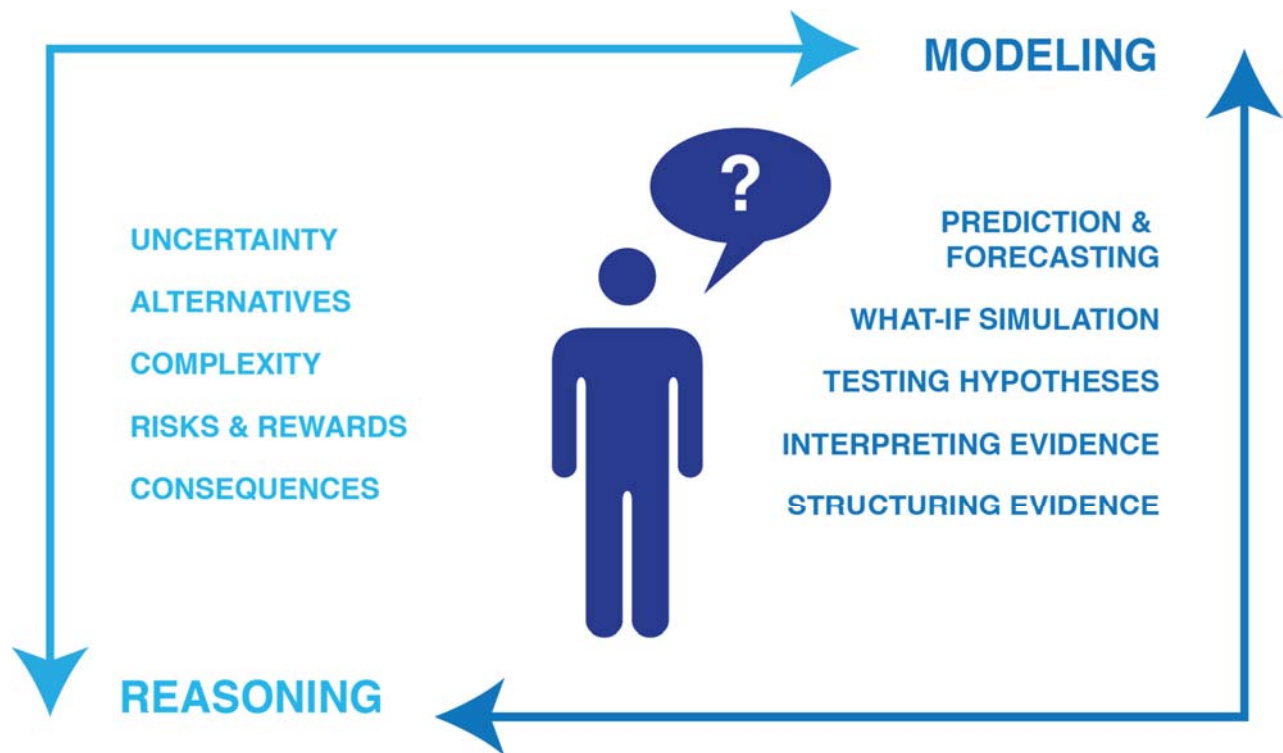 MODELING
?
UNCERTAINTY
ALTERNATIVES
COMPLEXITY
RISKS & REWARDS
CONSEQUENCES
PREDICTION &
FORECASTING
WHAT-IF SIMULATION
TESTING HYPOTHESES
INTERPRETING EVIDENCE
STRUCTURING EVIDENCE
REASONING